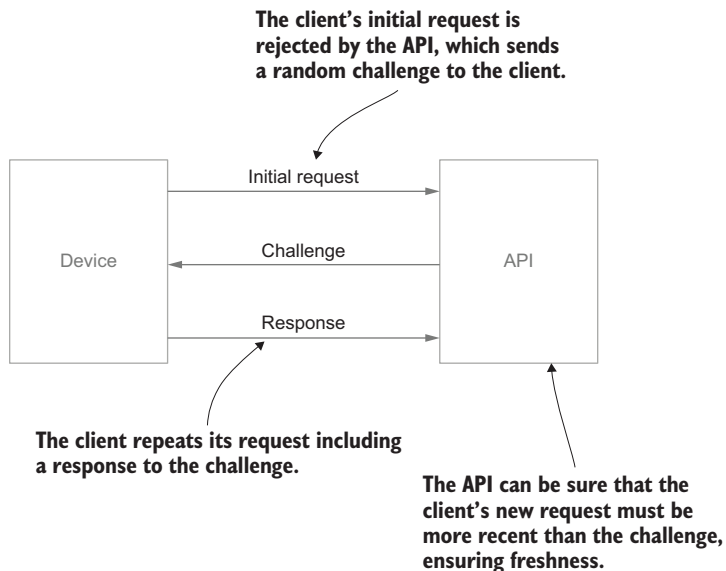 The client’s initial request is
rejected by the API, which sends
a random challenge to the client.
Initial request
Device
Challenge
API
Response
The client repeats its request including
a response to the challenge.
The API can be sure that the
client’s new request must be
more recent than the challenge,
ensuring freshness.